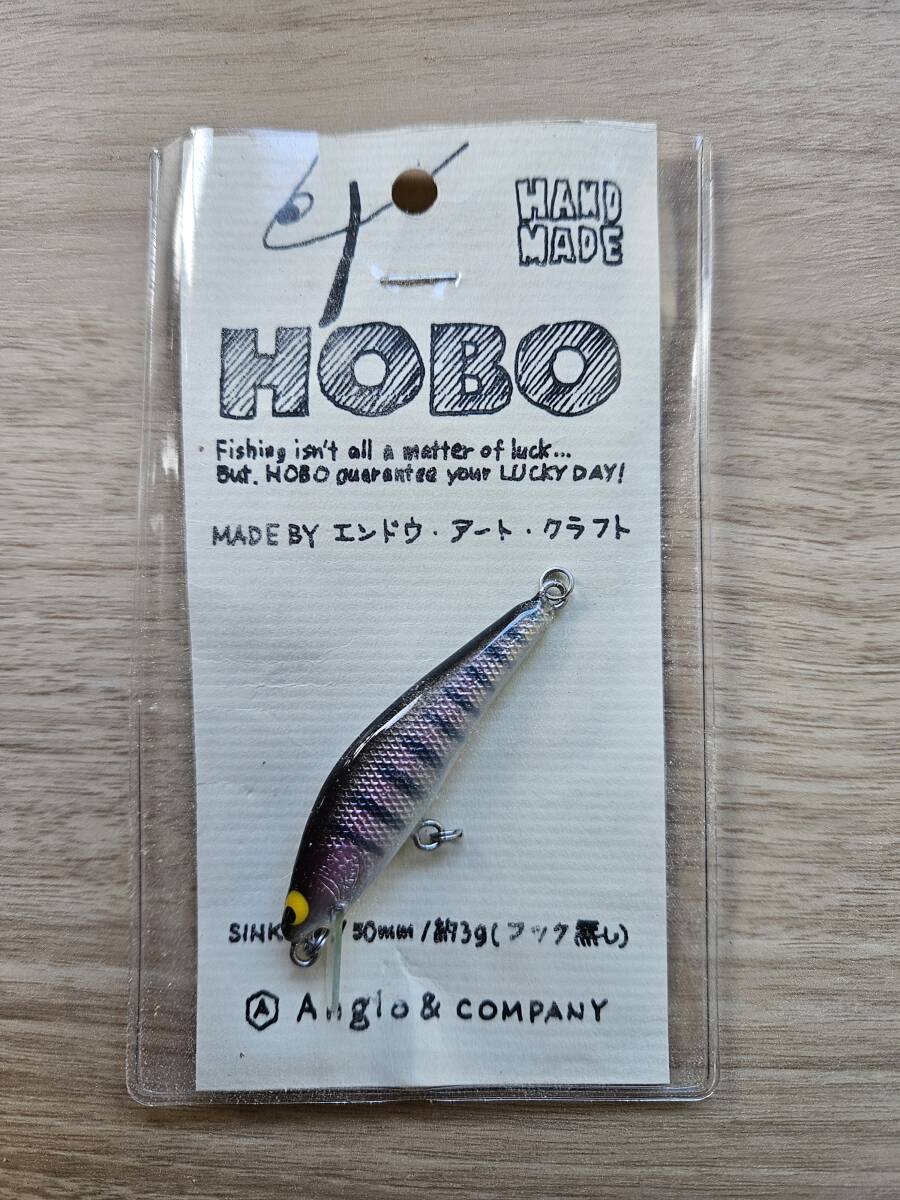 HAND
MADE
HOBO
Fishing isn't all a matter of luck...
But. HOBO guarantee your LUCKY DAY!
MADE BY エンドウ・アート・クラフト
SINK /50mm/約3g(フック無し)
A Anglo & COMPANY